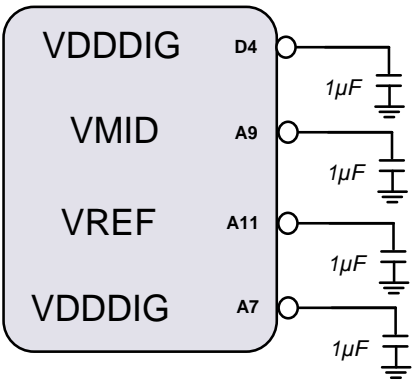 VDDDIG D4
1µF
VMID A9
1µF
VREF A11
1µF
VDDDIG A7
1µF